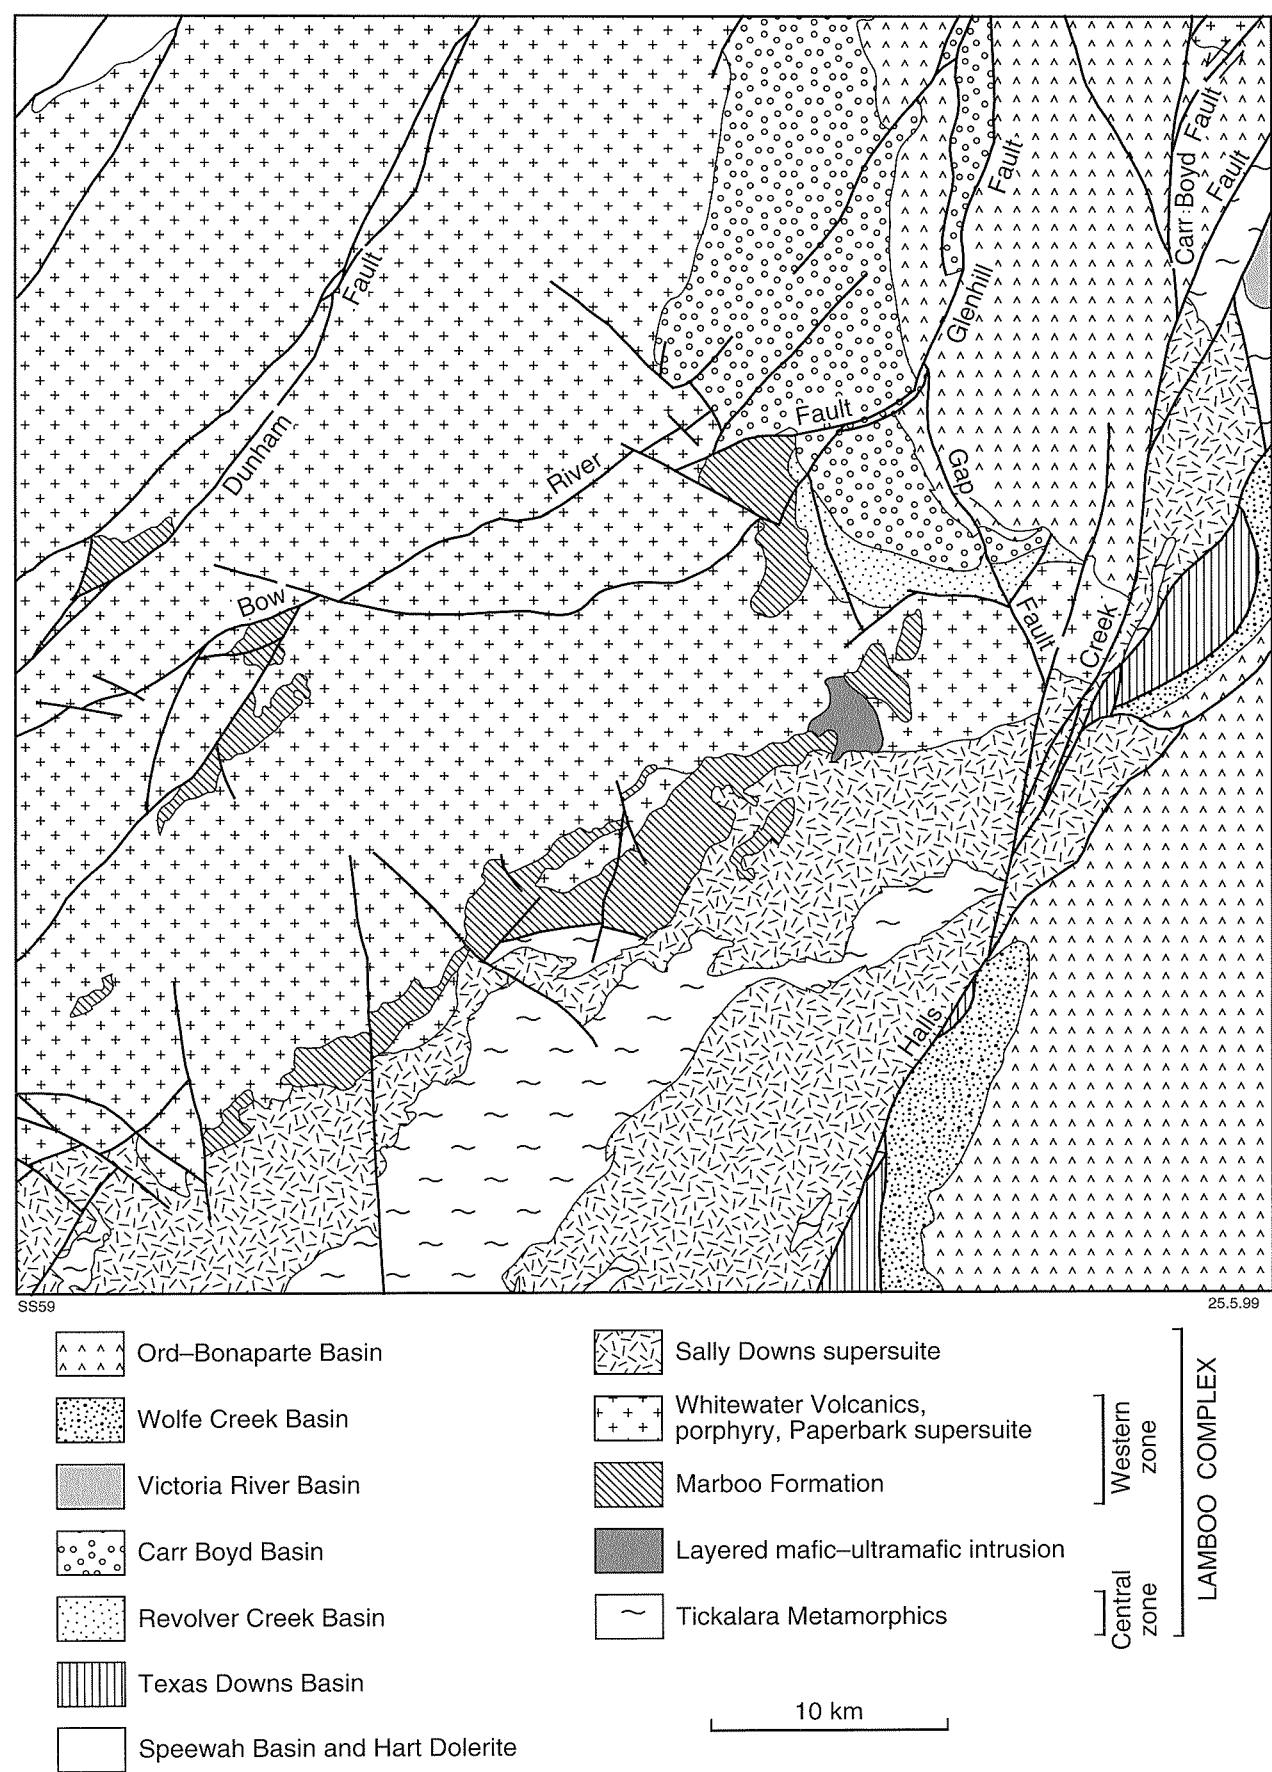 Carr Boyd Fault
Fault
Fault
Glenhill
Fault
Dunham
Fault
River
Gap
Bow
Fault
Creek
Halls
SS59
25.5.99
Ord–Bonaparte Basin
Wolfe Creek Basin
Victoria River Basin
Carr Boyd Basin
Revolver Creek Basin
Texas Downs Basin
Speewah Basin and Hart Dolerite
Sally Downs supersuite
Whitewater Volcanics,
porphyry, Paperbark supersuite
Marboo Formation
Layered mafic–ultramafic intrusion
Tickalara Metamorphics
Western
zone
Central
zone
LAMBOO COMPLEX
10 km